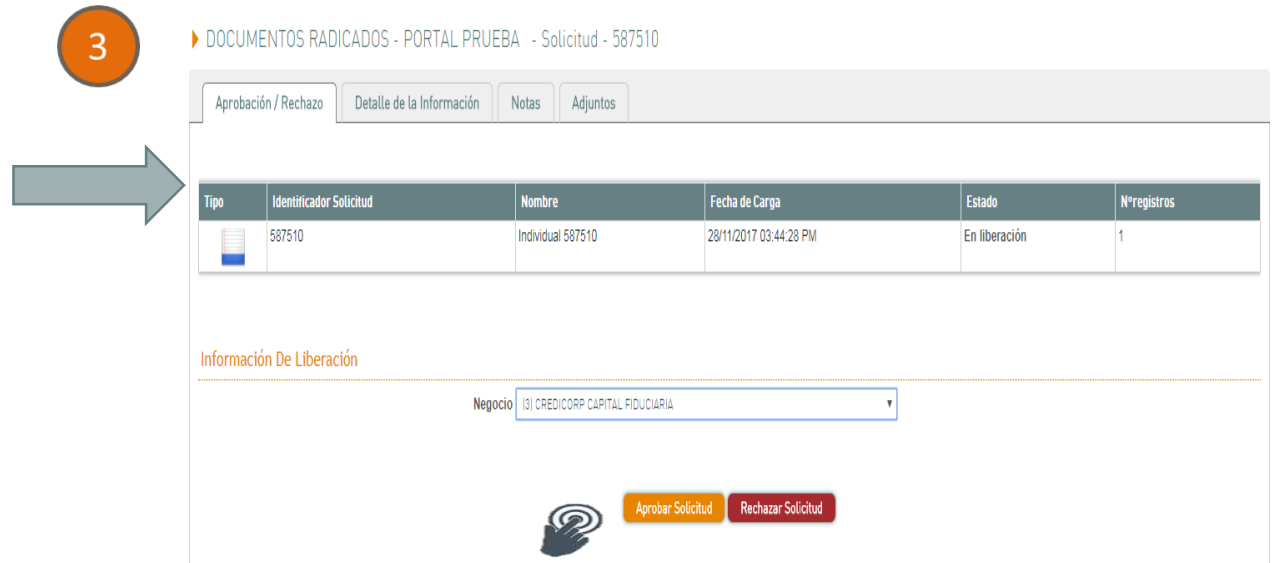 3
DOCUMENTOS RADICADOS - PORTAL PRUEBA - Solicitud - 587510
Aprobación / Rechazo Detalle de la Información Notas Adjuntos
Tipo Identificador Solicitud Nombre Fecha de Carga Estado Nºregistros
587510 Individual 587510 28/11/2017 03:44:28 PM En liberación 1
Información De Liberación
Negocio (3) CREDICORP CAPITAL FIDUCIARIA
Aprobar Solicitud Rechazar Solicitud